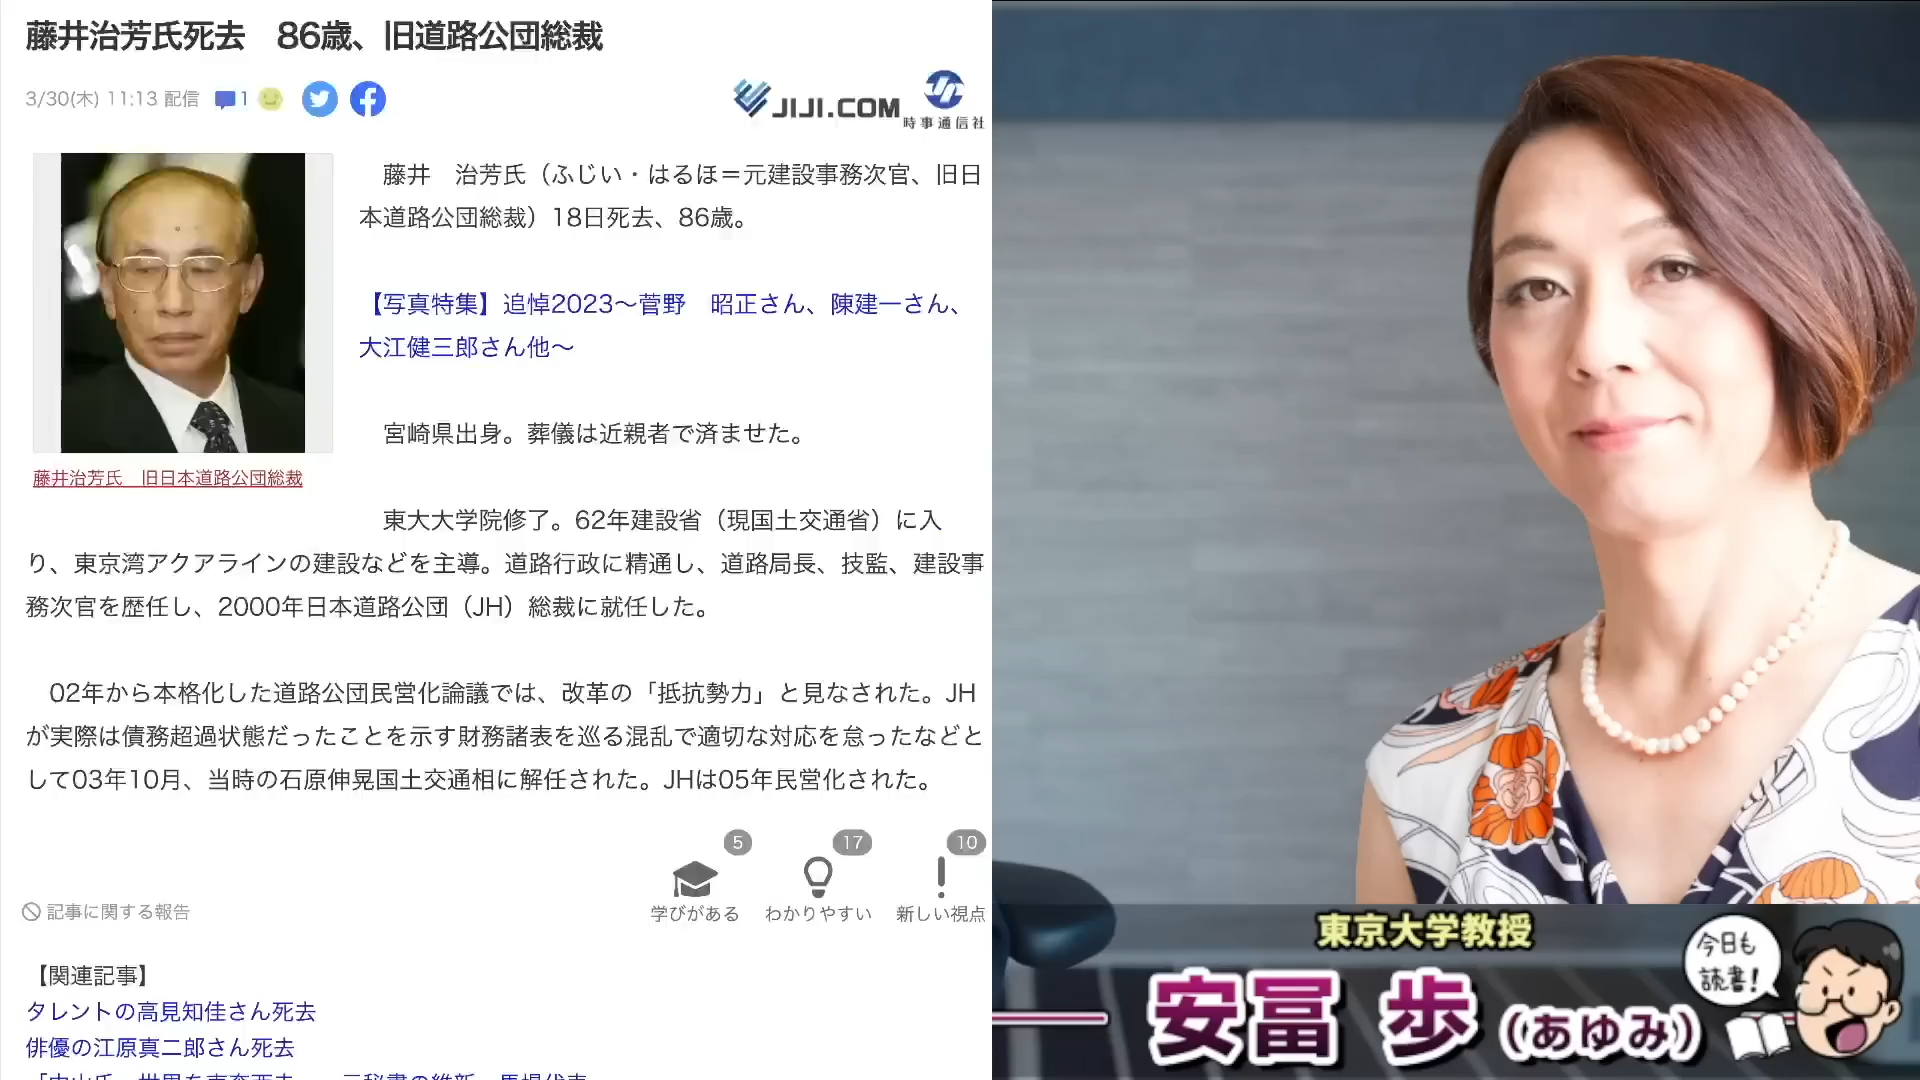 藤井治芳氏死去　86歳、旧道路公団総裁
3/30(木) 11:13 配信
1
JIJI.COM
時事通信社
藤井　治芳氏（ふじい・はるほ＝元建設事務次官、旧日
本道路公団総裁）18日死去、86歳。
【写真特集】追悼2023〜菅野　昭正さん、陳建一さん、
大江健三郎さん他〜
宮崎県出身。葬儀は近親者で済ませた。
藤井治芳氏　旧日本道路公団総裁
東大大学院修了。62年建設省（現国土交通省）に入
り、東京湾アクアラインの建設などを主導。道路行政に精通し、道路局長、技監、建設事
務次官を歴任し、2000年日本道路公団（JH）総裁に就任した。
02年から本格化した道路公団民営化論議では、改革の「抵抗勢力」と見なされた。JH
が実際は債務超過状態だったことを示す財務諸表を巡る混乱で適切な対応を怠ったなどと
して03年10月、当時の石原伸晃国土交通相に解任された。JHは05年民営化された。
5
17
10
学びがある
わかりやすい
新しい視点
記事に関する報告
【関連記事】
タレントの高見知佳さん死去
俳優の江原真二郎さん死去
東京大学教授
安冨 歩 (あゆみ)
今日も
読書!